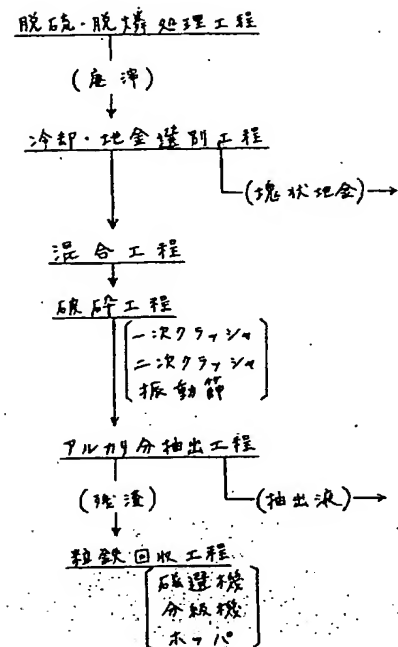 脱硫・脱燐処理工程
(廃滓)
冷却・地金選別工程
(塊状地金)
混合工程
破砕工程
一次クラッシャ
二次クラッシャ
振動篩
アルカリ分抽出工程
(残渣)
(抽出液)
粒鉄回収工程
磁選機
分級機
ホッパ